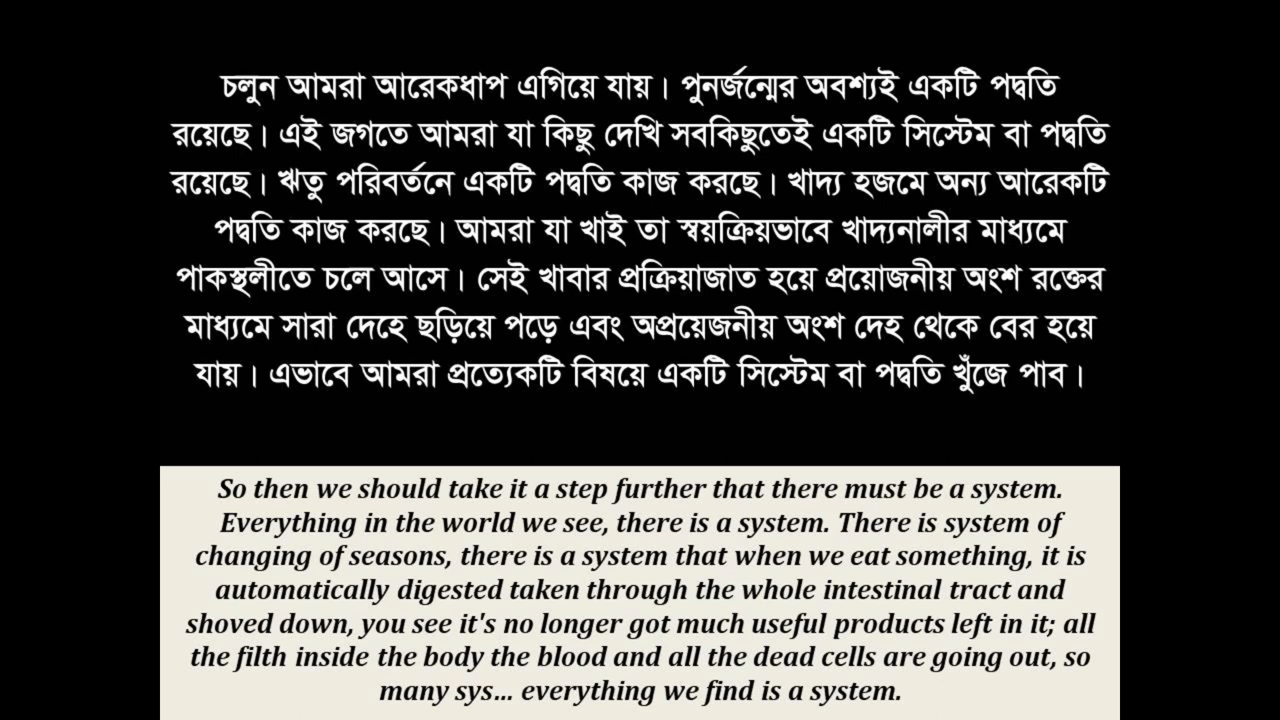 চলুন আমরা আরেকধাপ এগিয়ে যায়। পুনর্জন্মের অবশ্যই একটি পদ্বতি
রয়েছে। এই জগতে আমরা যা কিছু দেখি সবকিছুতেই একটি সিস্টেম বা পদ্বতি
রয়েছে। ঋতু পরিবর্তনে একটি পদ্বতি কাজ করছে। খাদ্য হজমে অন্য আরেকটি
পদ্বতি কাজ করছে। আমরা যা খাই তা স্বয়ক্রিয়ভাবে খাদ্যনালীর মাধ্যমে
পাকস্থলীতে চলে আসে। সেই খাবার প্রক্রিয়াজাত হয়ে প্রয়োজনীয় অংশ রক্তের
মাধ্যমে সারা দেহে ছড়িয়ে পড়ে এবং অপ্রয়েজনীয় অংশ দেহ থেকে বের হয়ে
যায়। এভাবে আমরা প্রত্যেকটি বিষয়ে একটি সিস্টেম বা পদ্বতি খুঁজে পাব।
So then we should take it a step further that there must be a system.
Everything in the world we see, there is a system. There is system of
changing of seasons, there is a system that when we eat something, it is
automatically digested taken through the whole intestinal tract and
shoved down, you see it's no longer got much useful products left in it; all
the filth inside the body the blood and all the dead cells are going out, so
many sys... everything we find is a system.